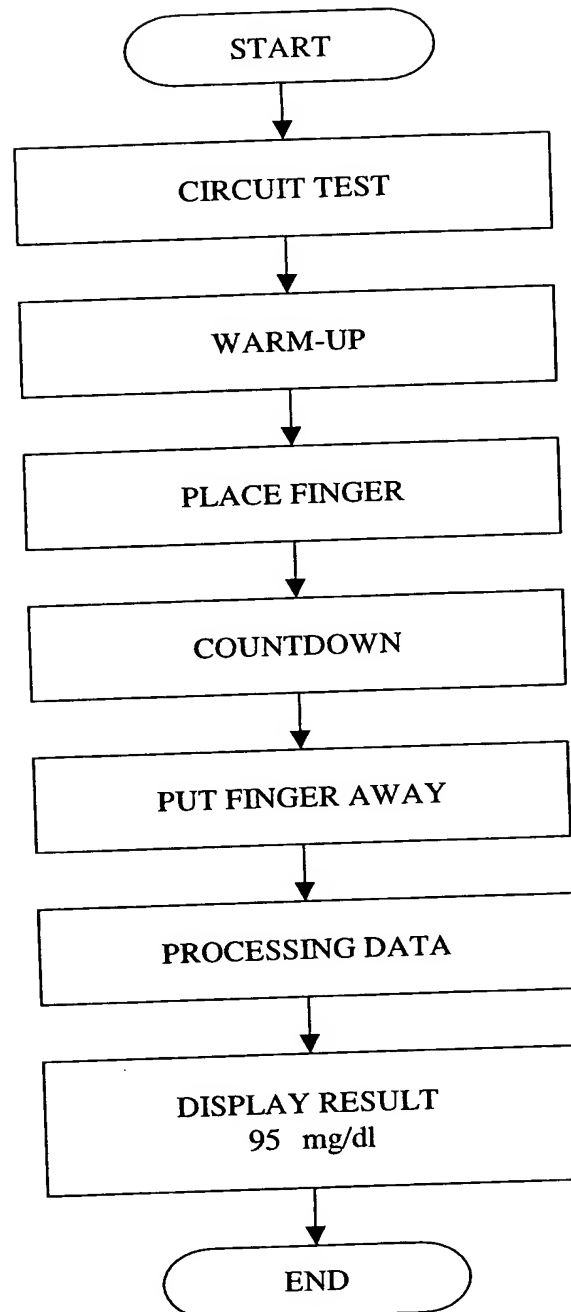 START
CIRCUIT TEST
WARM-UP
PLACE FINGER
COUNTDOWN
PUT FINGER AWAY
PROCESSING DATA
DISPLAY RESULT
95 mg/dl
END